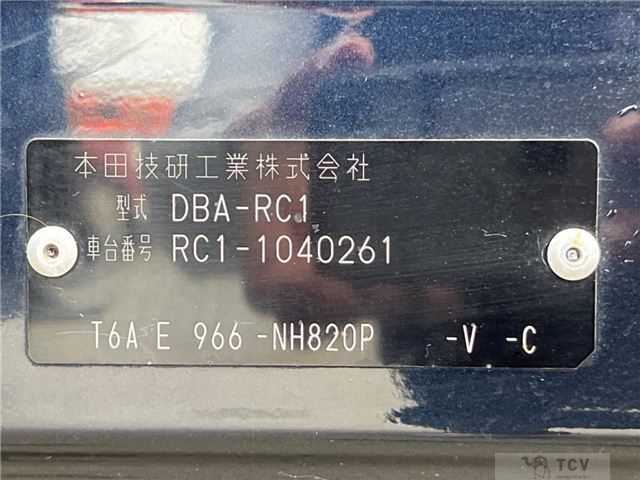 本田技研工業株式会社
型式 DBA-RC1
車台番号 RC1-1040261
T6A E 966 -NH820P -V -C
TCV